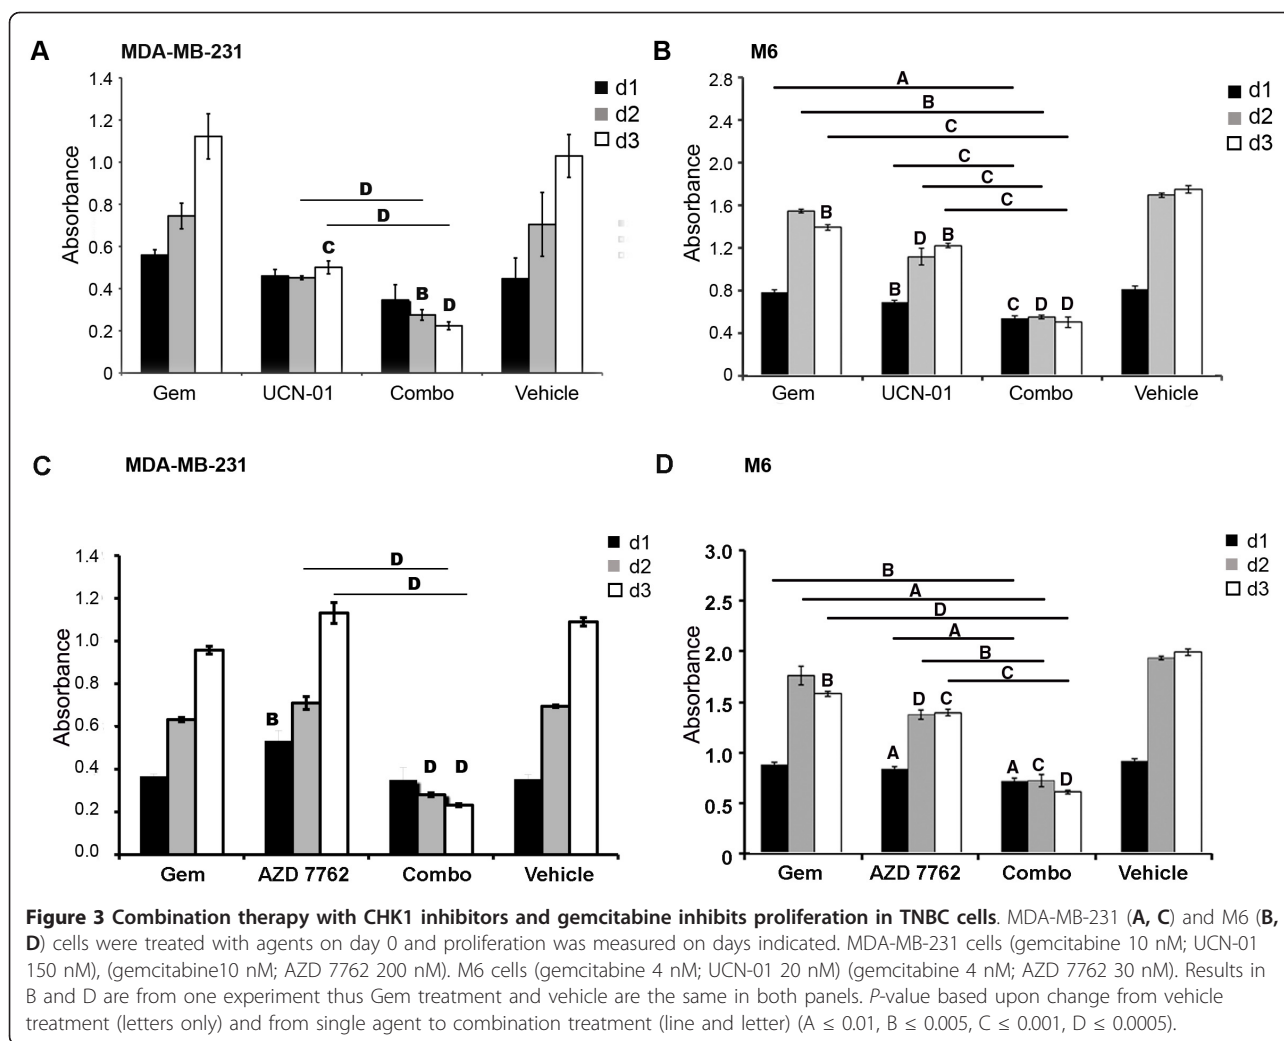 A MDA-MB-231
1.4
1.2
1.0
0.8
0.6
0.4
0.2
0
Absorbance
d1
d2
d3
D
D
C
B
D
Gem UCN-01 Combo Vehicle
B M6
2.8
2.4
2.0
1.6
1.2
0.8
0.4
0
Absorbance
d1
d2
d3
A
B
C
C
C
C
B
B D B
C D D
Gem UCN-01 Combo Vehicle
C MDA-MB-231
1.4
1.2
1.0
0.8
0.6
0.4
0.2
0.0
Absorbance
d1
d2
d3
D
D
B
D D
Gem AZD 7762 Combo Vehicle
D M6
3.0
2.5
2.0
1.5
1.0
0.5
0
Absorbance
d1
d2
d3
B
A
D
A
B
C
B
A D C
A C D
Gem AZD 7762 Combo Vehicle
Figure 3 Combination therapy with CHK1 inhibitors and gemcitabine inhibits proliferation in TNBC cells. MDA-MB-231 (A, C) and M6 (B,
D) cells were treated with agents on day 0 and proliferation was measured on days indicated. MDA-MB-231 cells (gemcitabine 10 nM; UCN-01
150 nM), (gemcitabine10 nM; AZD 7762 200 nM). M6 cells (gemcitabine 4 nM; UCN-01 20 nM) (gemcitabine 4 nM; AZD 7762 30 nM). Results in
B and D are from one experiment thus Gem treatment and vehicle are the same in both panels. P-value based upon change from vehicle
treatment (letters only) and from single agent to combination treatment (line and letter) (A ≤ 0.01, B ≤ 0.005, C ≤ 0.001, D ≤ 0.0005).